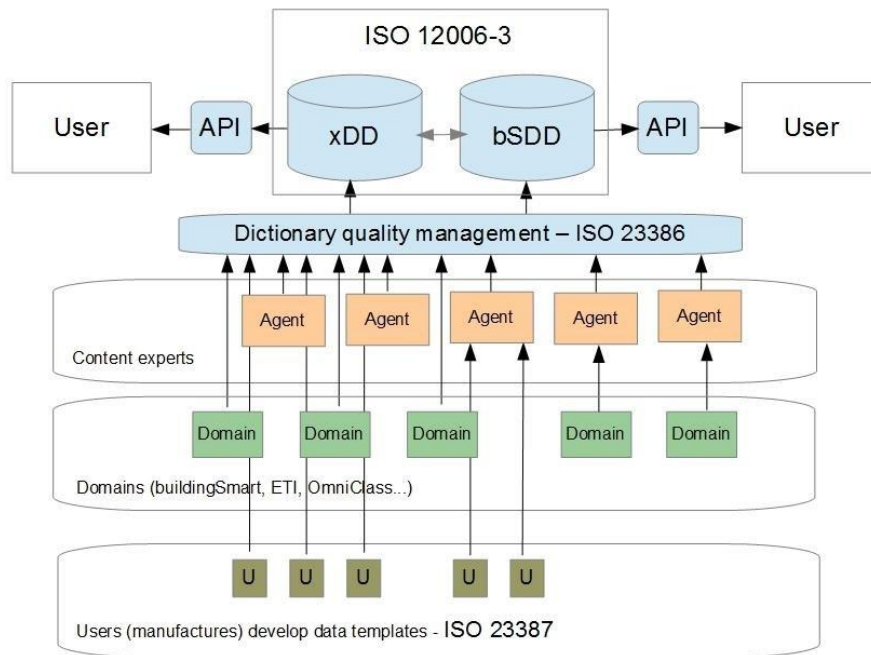 ISO 12006-3
User
API
xDD
bSDD
API
User
Dictionary quality management – ISO 23386
Agent
Agent
Agent
Agent
Agent
Content experts
Domain
Domain
Domain
Domain
Domain
Domains (buildingSmart, ETI, OmniClass...)
U
U
U
U
U
Users (manufactures) develop data templates - ISO 23387